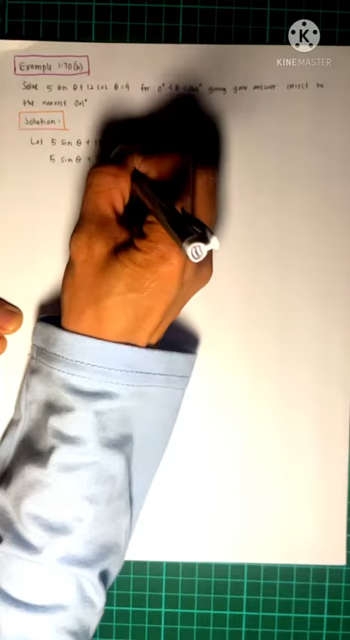 KINEMASTER
Example 1.70(b)
Solve 5 sin θ + 12 cos θ = 4 for 0° < θ < giving your answer correct to
the nearest 0.1°
Solution:
Let 5 sin θ +
5 sin θ +